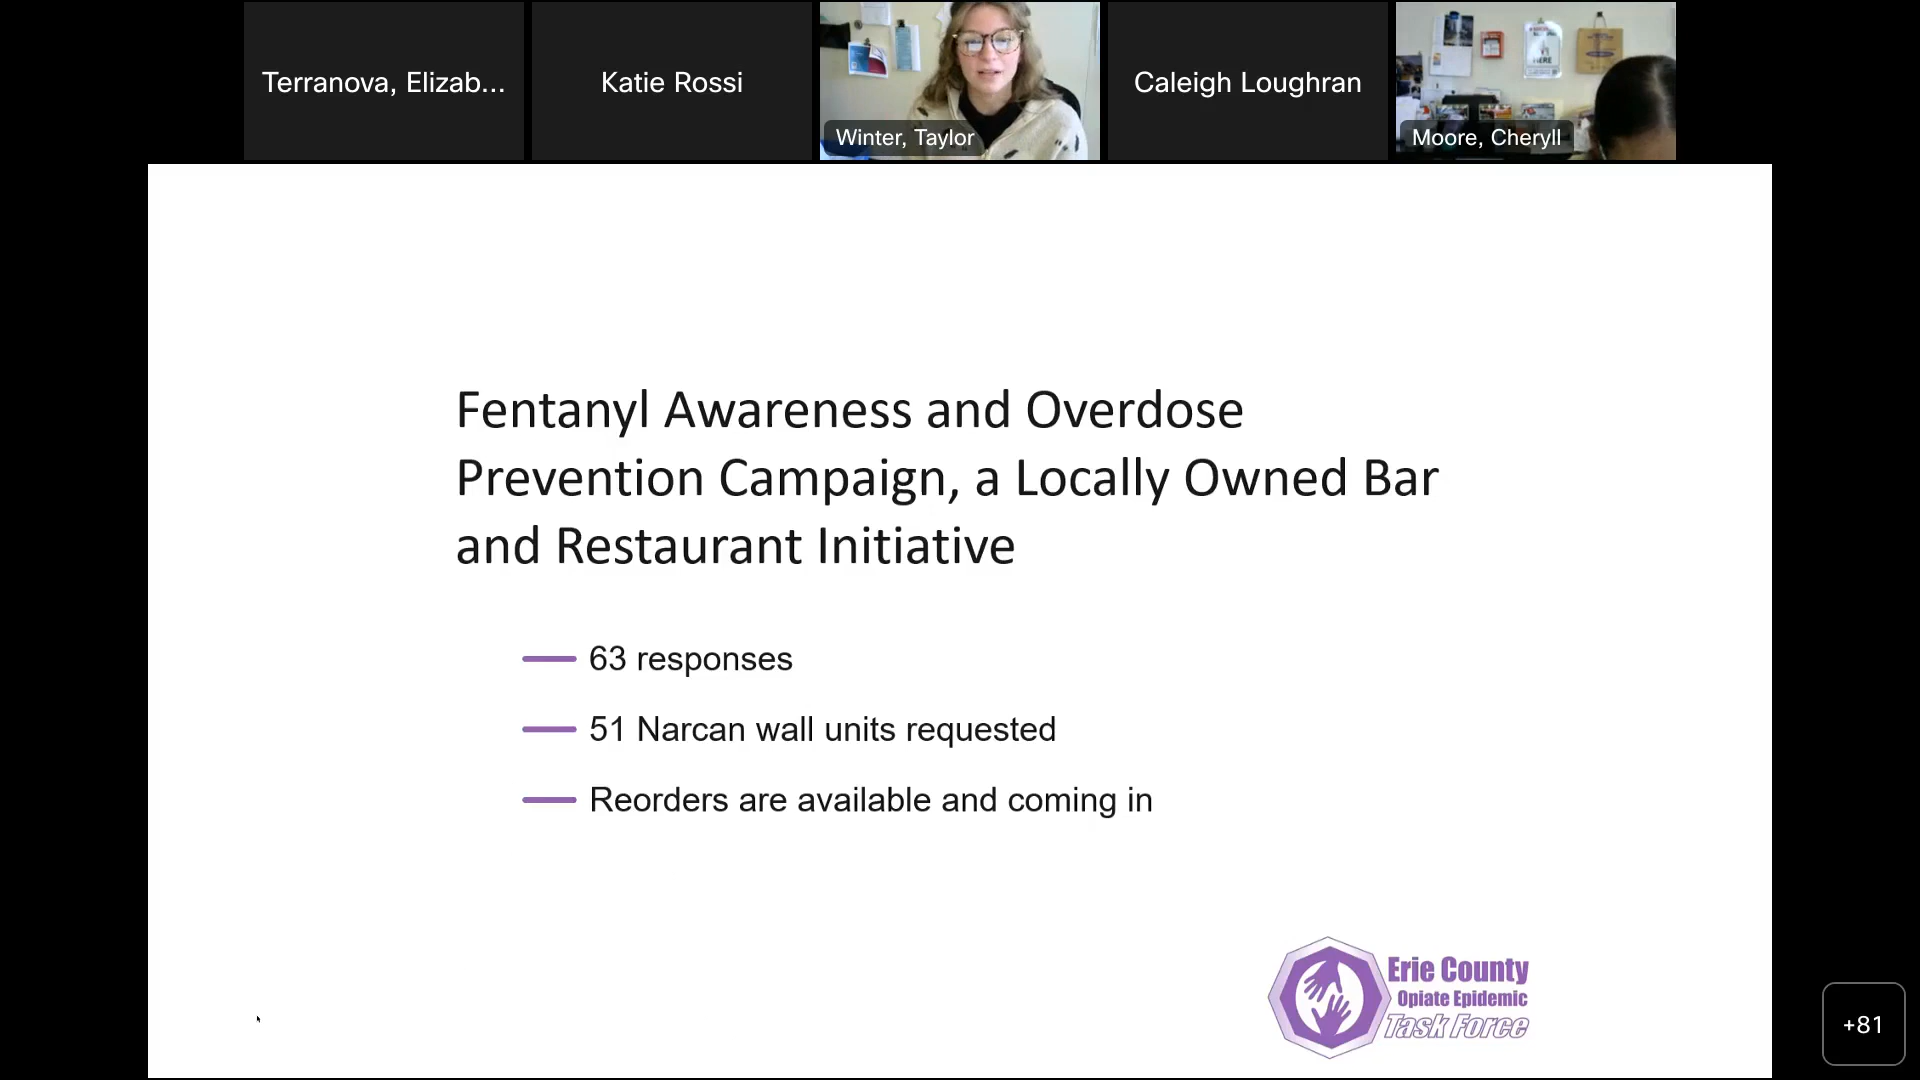 Terranova, Elizab...
Katie Rossi
Winter, Taylor
Caleigh Loughran
HERE
Moore, Cheryll
Fentanyl Awareness and Overdose
Prevention Campaign, a Locally Owned Bar
and Restaurant Initiative
63 responses
51 Narcan wall units requested
Reorders are available and coming in
Erie County
Opiate Epidemic
Task Force
+81